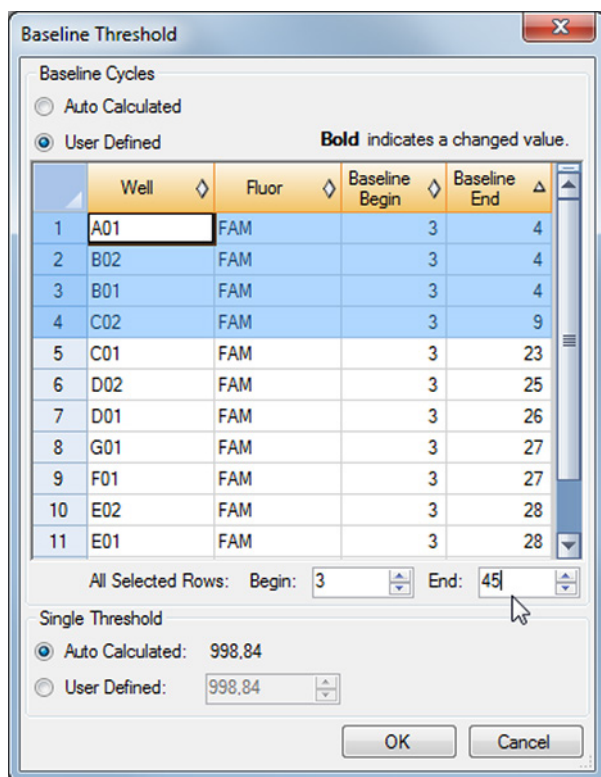 Baseline Threshold
Baseline Cycles
Auto Calculated
User Defined Bold indicates a changed value.
Well Fluor Baseline Begin Baseline End
1 A01 FAM 3 4
2 B02 FAM 3 4
3 B01 FAM 3 4
4 C02 FAM 3 9
5 C01 FAM 3 23
6 D02 FAM 3 25
7 D01 FAM 3 26
8 G01 FAM 3 27
9 F01 FAM 3 27
10 E02 FAM 3 28
11 E01 FAM 3 28
All Selected Rows: Begin: 3 End: 45
Single Threshold
Auto Calculated: 998,84
User Defined: 998,84
OK Cancel